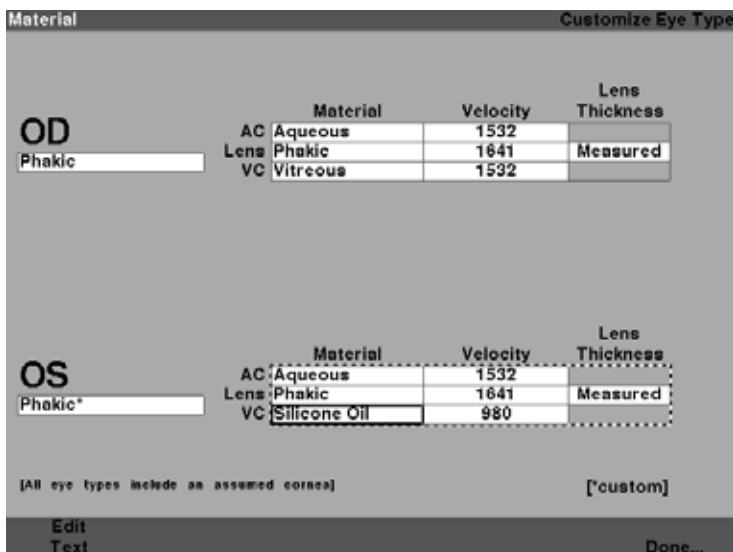 Material Customize Eye Type
Lens
Material Velocity Thickness
OD
AC Aqueous 1532
Phakic
Lens Phakic 1641 Measured
VC Vitreous 1532
Lens
Material Velocity Thickness
OS
AC Aqueous 1532
Phakic*
Lens Phakic 1641 Measured
VC Silicone Oil 980
[All eye types include an assumed cornea] [*custom]
Edit
Text Done...